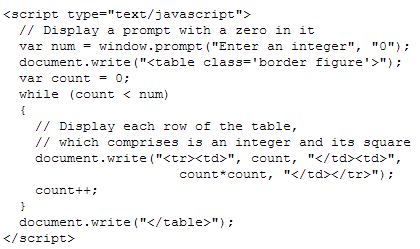 <script type="text/javascript">
  // Display a prompt with a zero in it
  var num = window.prompt("Enter an integer", "0");
  document.write("<table class='border figure'>");
  var count = 0;
  while (count < num)
  {
    // Display each row of the table,
    // which comprises is an integer and its square
    document.write("<tr><td>", count, "</td><td>",
                       count*count, "</td></tr>");
    count++;
  }
  document.write("</table>");
</script>